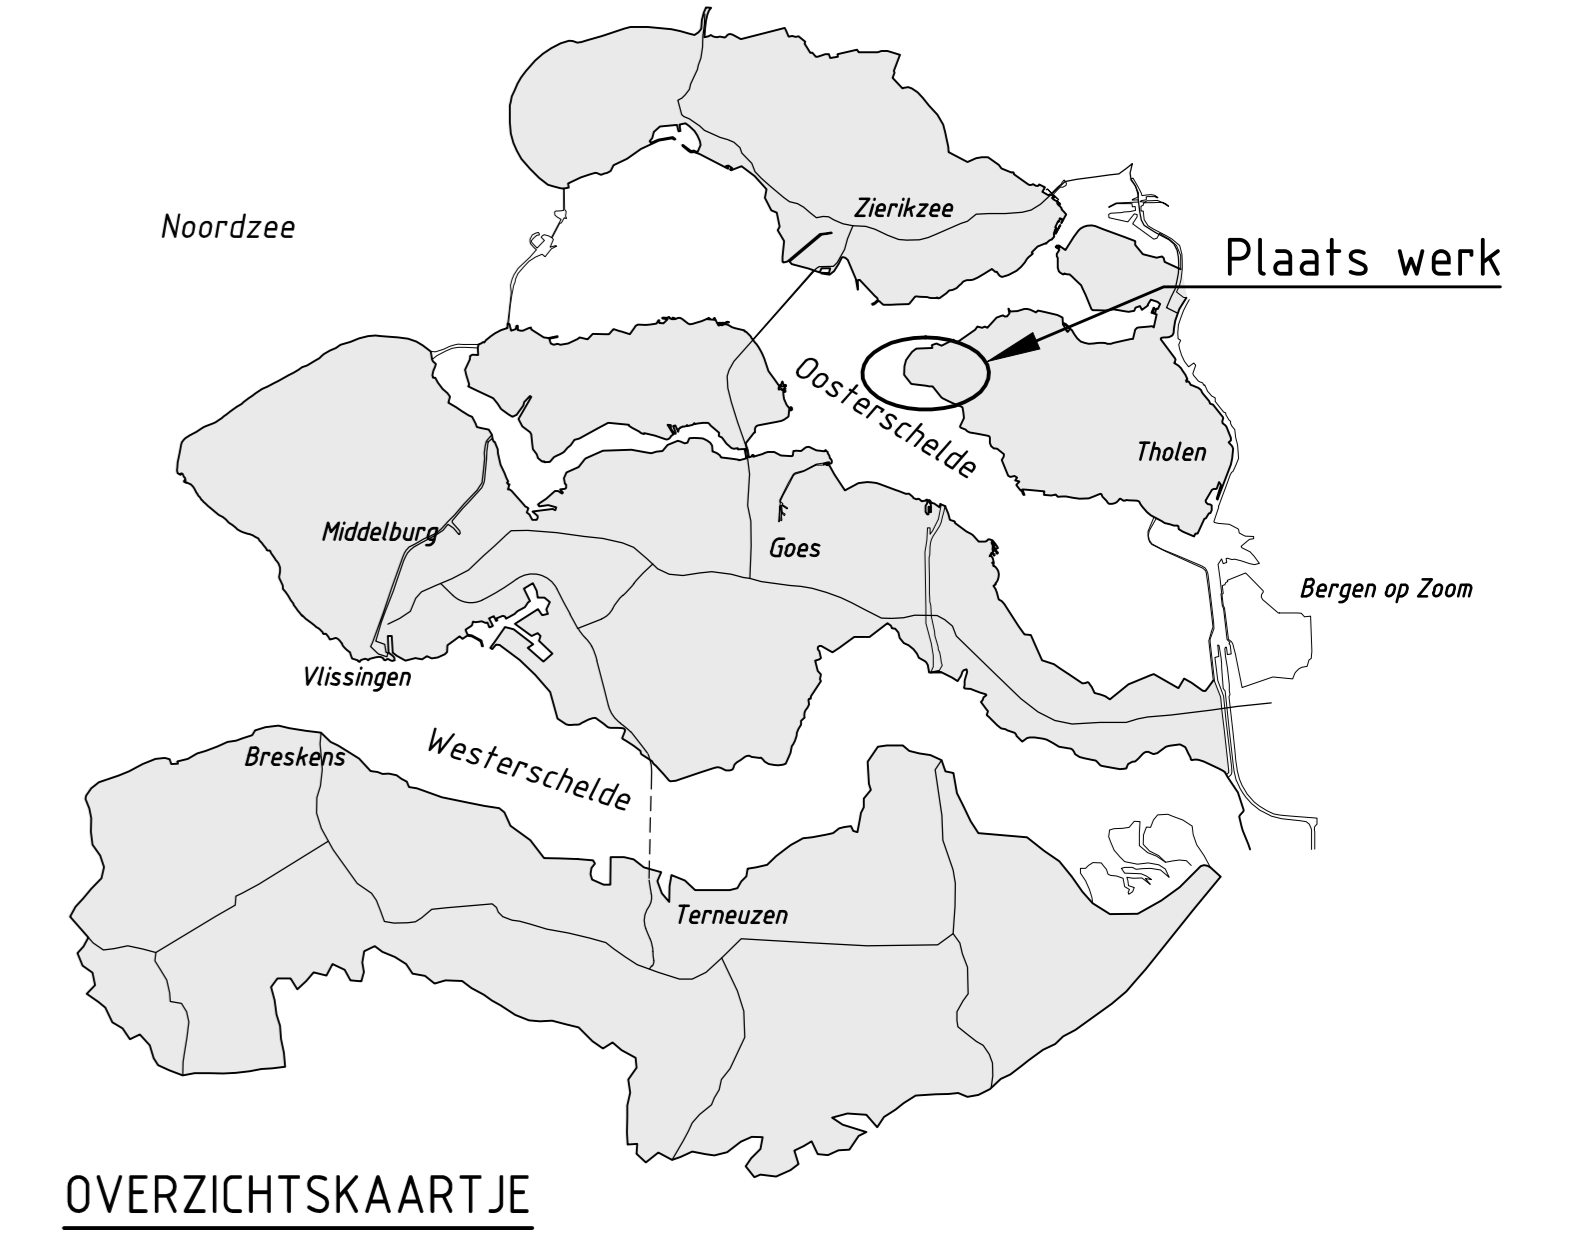 Noordzee
Zierikzee
Plaats werk
Oosterschelde
Tholen
Middelburg
Goes
Bergen op Zoom
Vlissingen
Westerschelde
Breskens
Terneuzen
OVERZICHTSKAARTJE